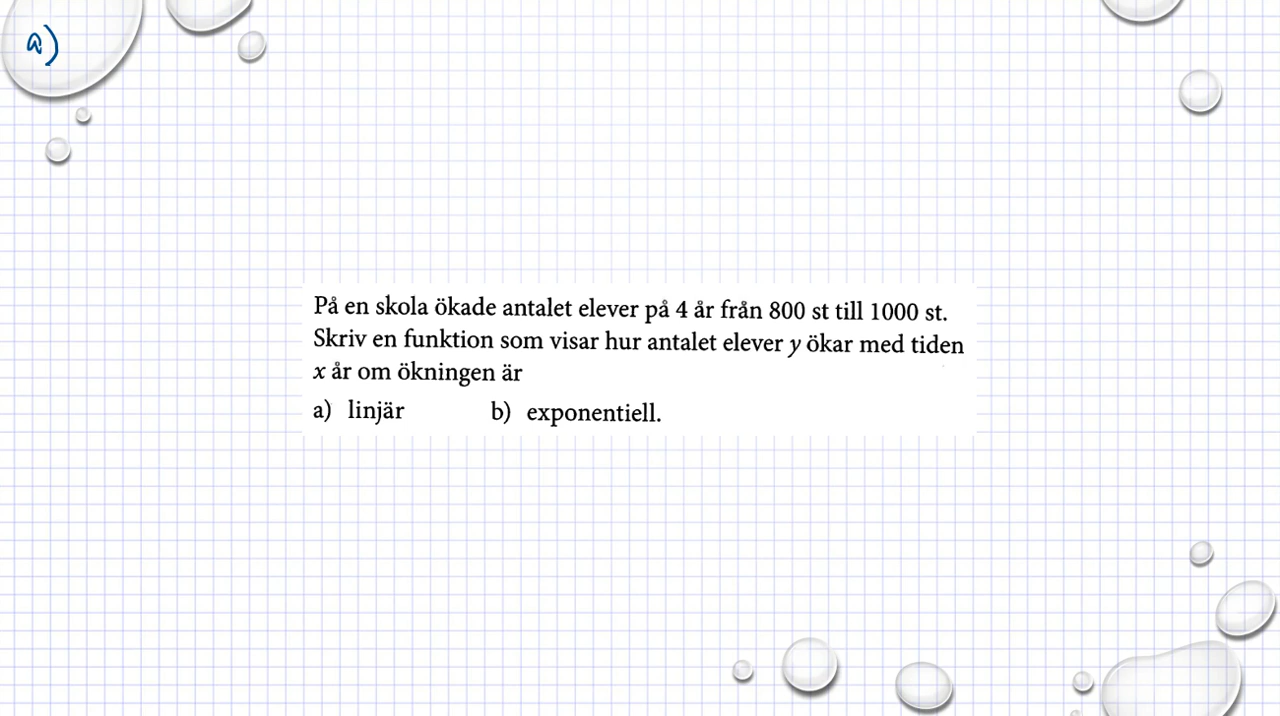 a)
På en skola ökade antalet elever på 4 år från 800 st till 1000 st.
Skriv en funktion som visar hur antalet elever y ökar med tiden
x år om ökningen är
a) linjär b) exponentiell.